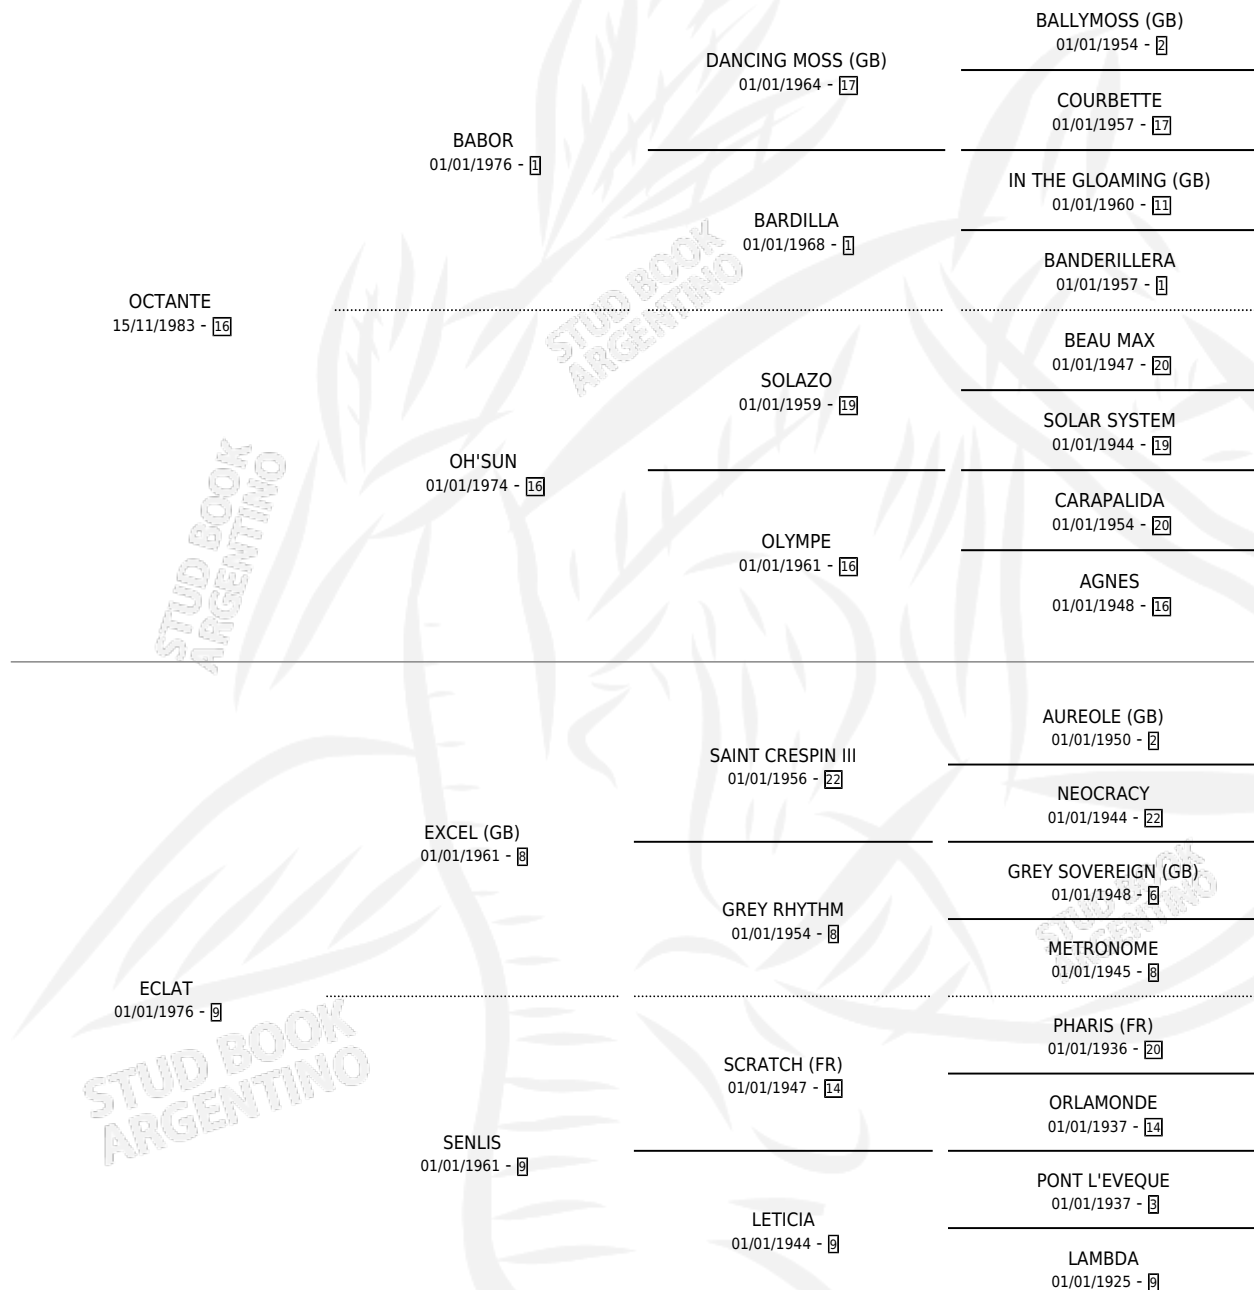 OCTANTE
15/11/1983 - 16
BABOR
01/01/1976 - 1
DANCING MOSS (GB)
01/01/1964 - 17
BALLYMOSS (GB)
01/01/1954 - 2
COURBETTE
01/01/1957 - 17
BARDILLA
01/01/1968 - 1
IN THE GLOAMING (GB)
01/01/1960 - 11
BANDERILLERA
01/01/1957 - 1
OH'SUN
01/01/1974 - 16
SOLAZO
01/01/1959 - 19
BEAU MAX
01/01/1947 - 20
SOLAR SYSTEM
01/01/1944 - 19
OLYMPE
01/01/1961 - 16
CARAPALIDA
01/01/1954 - 20
AGNES
01/01/1948 - 16
ECLAT
01/01/1976 - 9
EXCEL (GB)
01/01/1961 - 8
SAINT CRESPIN III
01/01/1956 - 22
AUREOLE (GB)
01/01/1950 - 2
NEOCRACY
01/01/1944 - 22
GREY RHYTHM
01/01/1954 - 8
GREY SOVEREIGN (GB)
01/01/1948 - 6
METRONOME
01/01/1945 - 8
SENLIS
01/01/1961 - 9
SCRATCH (FR)
01/01/1947 - 14
PHARIS (FR)
01/01/1936 - 20
ORLAMONDE
01/01/1937 - 14
LETICIA
01/01/1944 - 9
PONT L'EVEQUE
01/01/1937 - 3
LAMBDA
01/01/1925 - 9
STUD BOOK
ARGENTINO
STUD BOOK
ARGENTINO
STUD BOOK
ARGENTINO
STUD BOOK
ARGENTINO